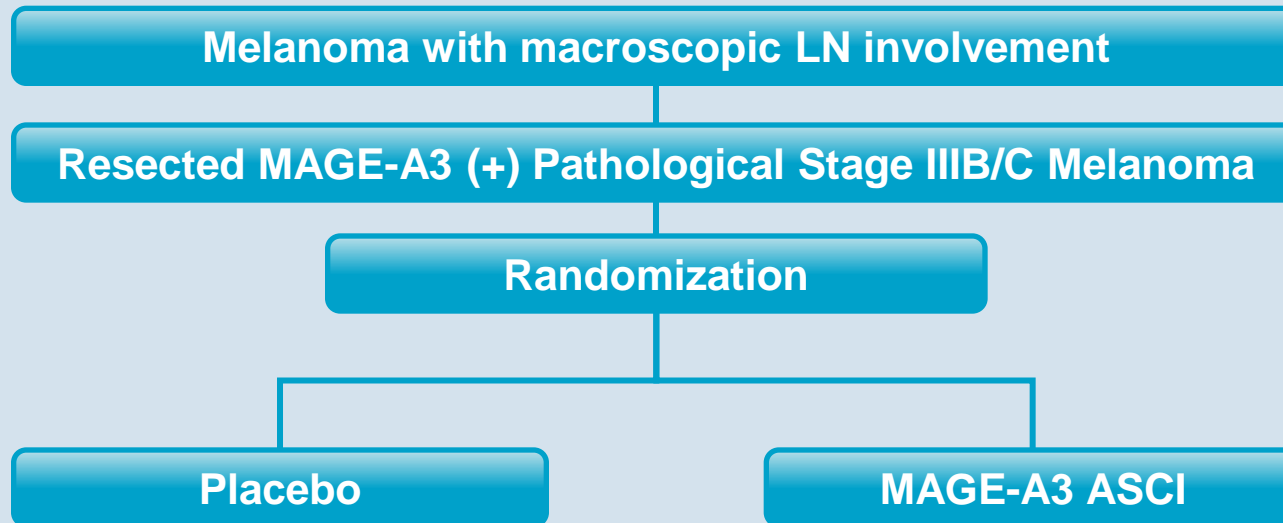 Melanoma with macroscopic LN involvement
Resected MAGE-A3 (+) Pathological Stage IIIB/C Melanoma
Randomization
Placebo
MAGE-A3 ASCI